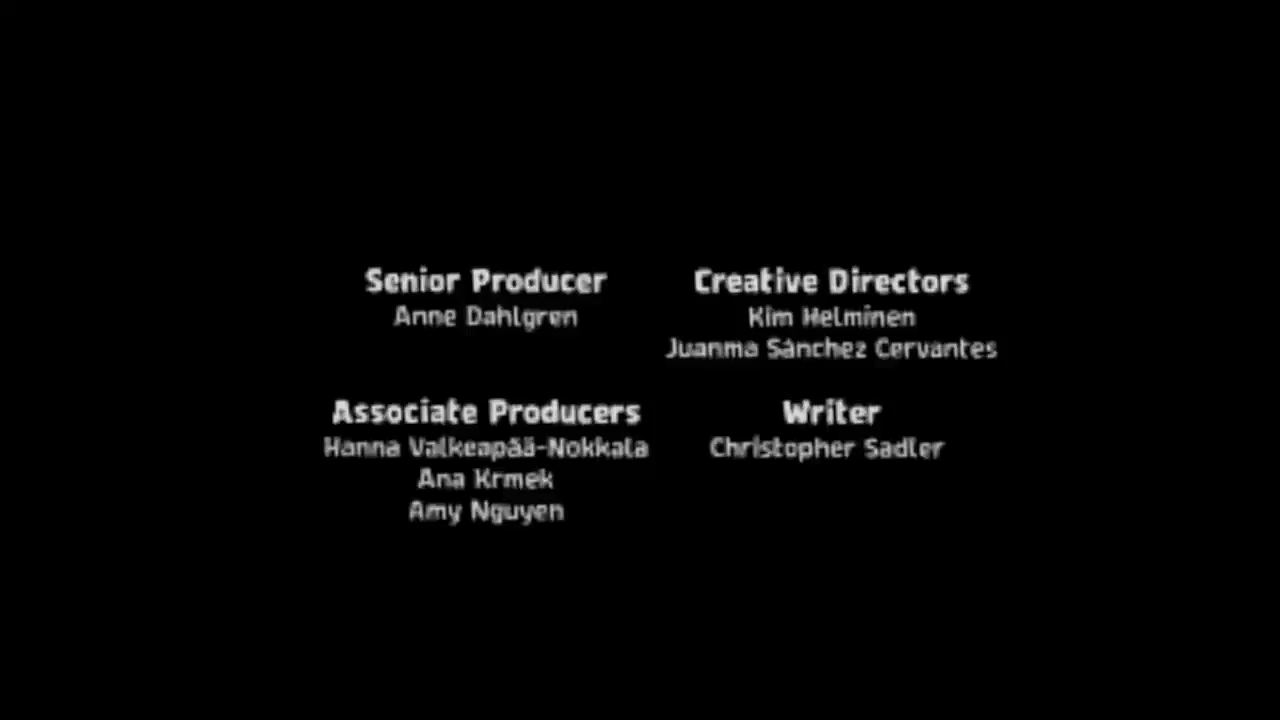 Senior Producer
Anne Dahlgren
Creative Directors
Kim Helminen
Juanma Sánchez Cervantes
Associate Producers
Hanna Valkeapää-Nokkala
Ana Krmek
Amy Nguyen
Writer
Christopher Sadler